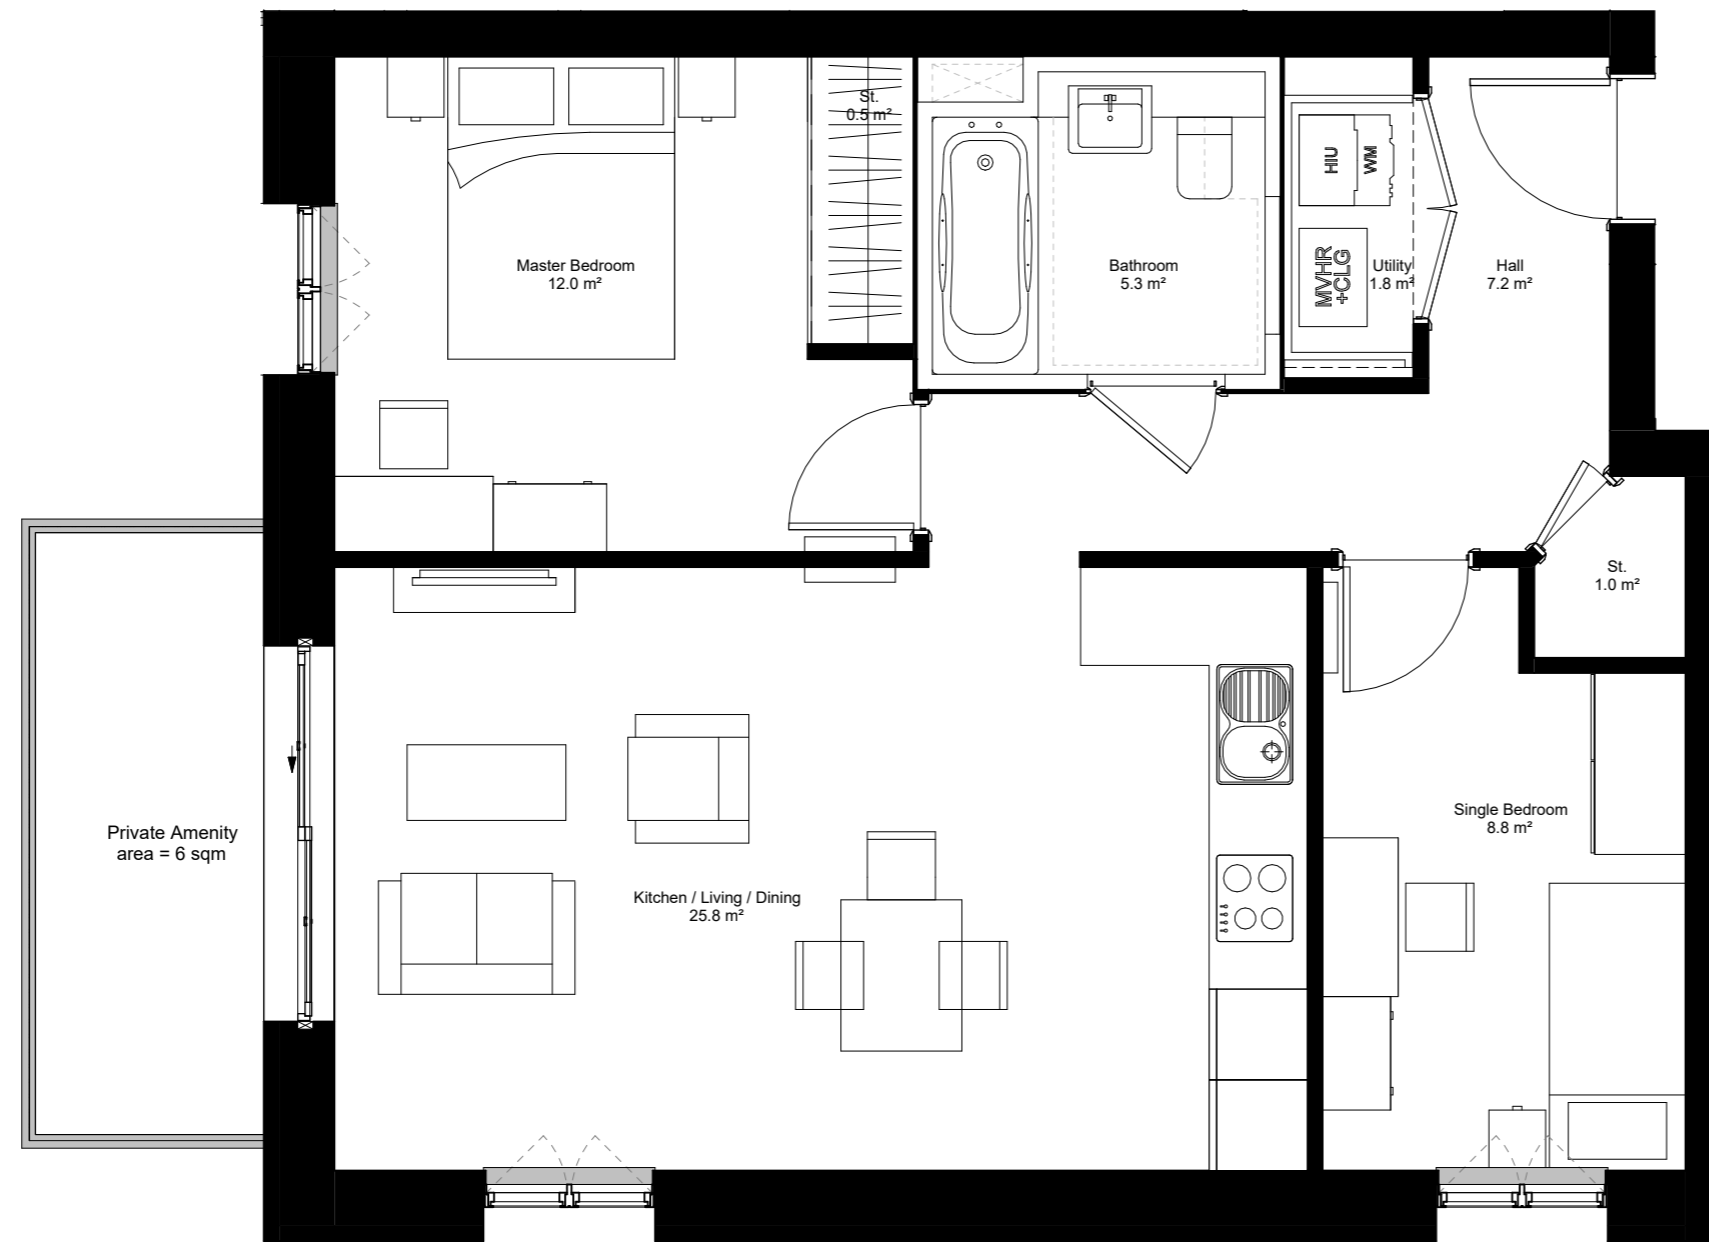 St.
0.5 m²
HIU
WM
Master Bedroom
12.0 m²
Bathroom
5.3 m²
MVHR
+CLG
Utility
1.8 m²
Hall
7.2 m²
St.
1.0 m²
Private Amenity
area = 6 sqm
Single Bedroom
8.8 m²
Kitchen / Living / Dining
25.8 m²